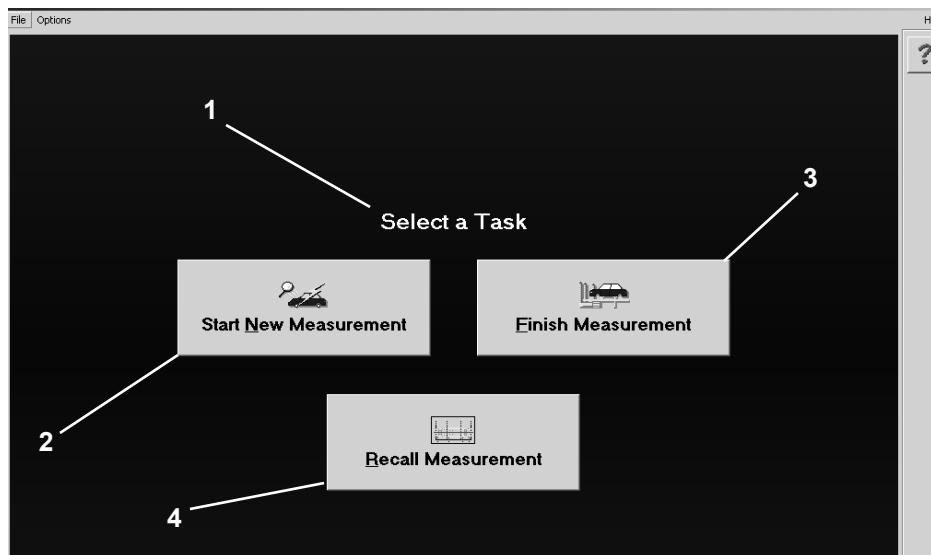 File Options H
?
1
3
Select a Task
Start New Measurement
Finish Measurement
2
Recall Measurement
4